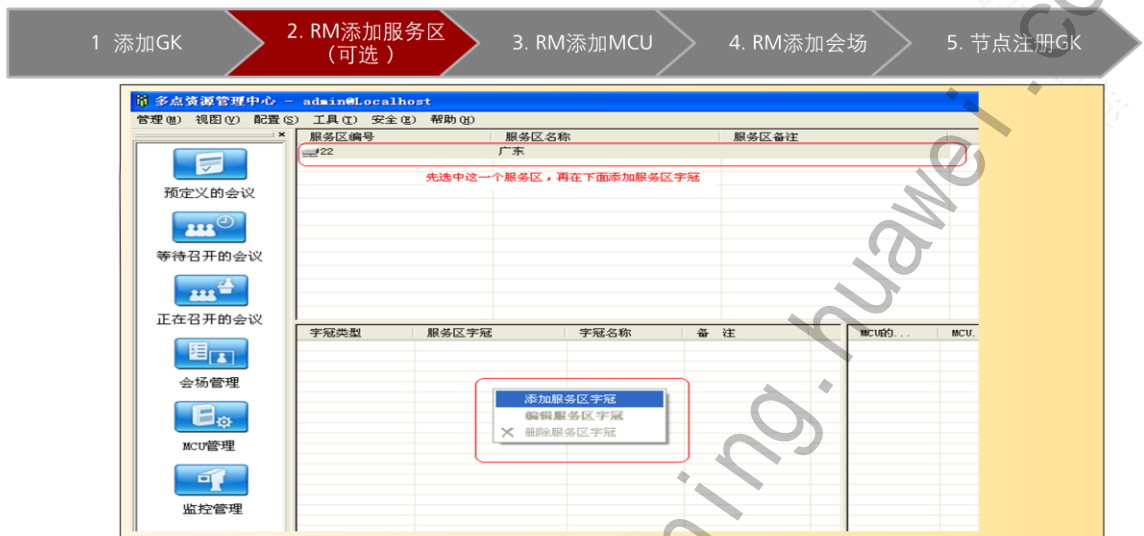 1 添加GK
2. RM添加服务区
（可选 ）
3. RM添加MCU
4. RM添加会场
5. 节点注册GK
多点资源管理中心 - admin@Localhost
管理(M) 视图(V) 配置(S) 工具(T) 安全(E) 帮助(H)
服务区编号 服务区名称 服务区备注
22 广东
先选中这一个服务区，再在下面添加服务区字冠
预定义的会议
等待召开的会议
正在召开的会议
会场管理
MCU管理
监控管理
字冠类型 服务区字冠 字冠名称 备 注 MCU的... MCU.
添加服务区字冠
编辑服务区字冠
删除服务区字冠
ning.huawei.co